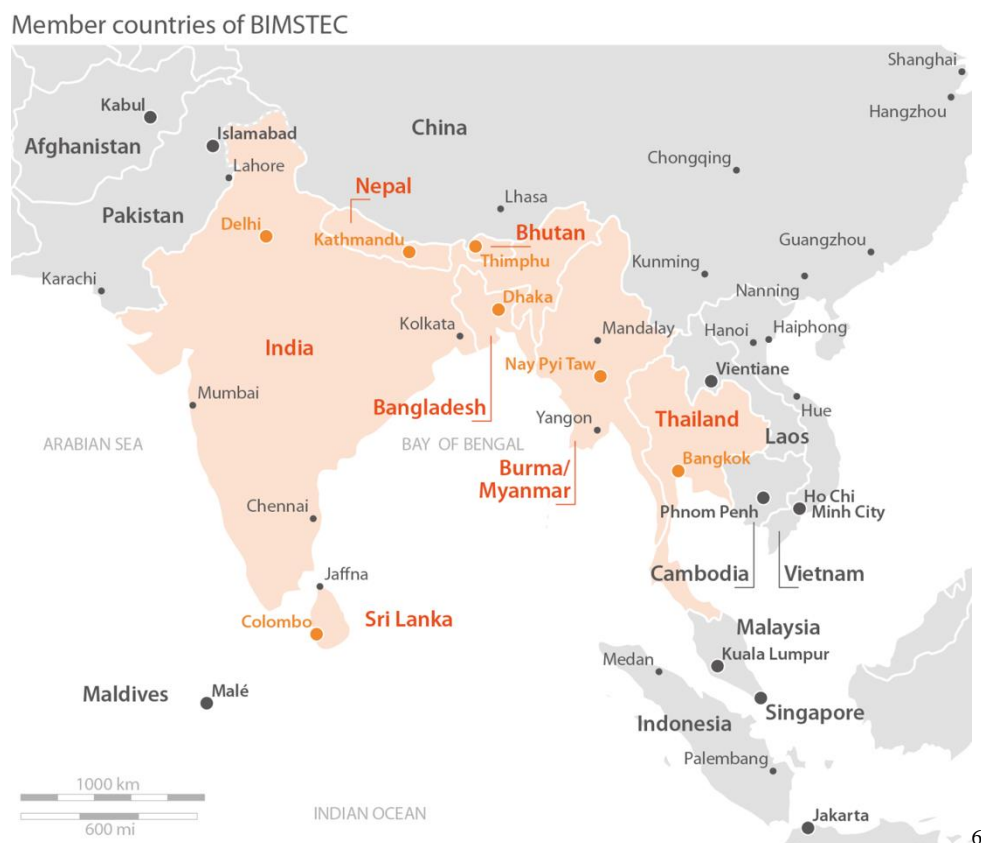 Member countries of BIMSTEC
Shanghai
Kabul
Hangzhou
Afghanistan
Islamabad
China
Lahore
Chongqing
Nepal
Lhasa
Pakistan
Delhi
Kathmandu
Bhutan
Thimphu
Guangzhou
Kunming
Karachi
Nanning
Dhaka
Kolkata
Mandalay
Hanoi
Haiphong
India
Nay Pyi Taw
Vientiane
Mumbai
Bangladesh
Yangon
Thailand
Hue
ARABIAN SEA
BAY OF BENGAL
Laos
Burma/
Myanmar
Bangkok
Chennai
Phnom Penh
Ho Chi
Minh City
Jaffna
Cambodia
Vietnam
Colombo
Sri Lanka
Malaysia
Medan
Kuala Lumpur
Maldives
Malé
Indonesia
Singapore
Palembang
1000 km
600 mi
INDIAN OCEAN
Jakarta
6